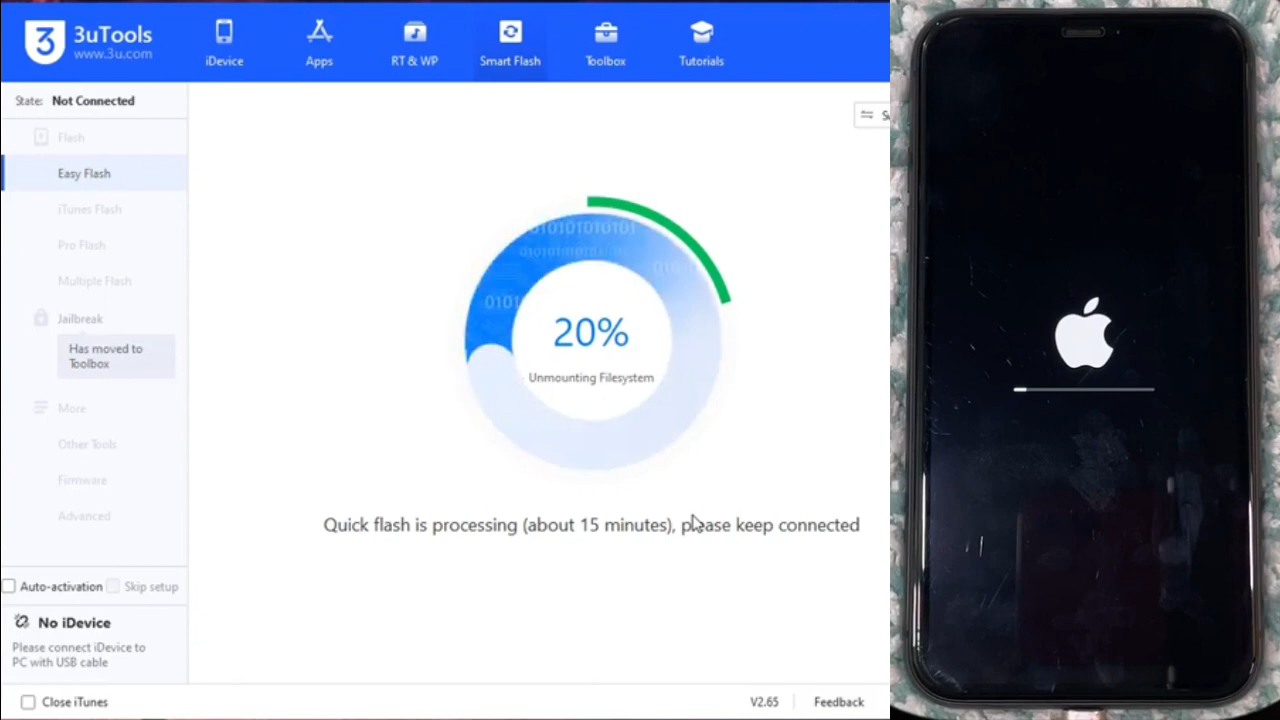 3
3uTools
www.3u.com
iDevice
Apps
RT & WP
Smart Flash
Toolbox
Tutorials
State: Not Connected
Flash
Easy Flash
iTunes Flash
Pro Flash
Multiple Flash
Jailbreak
Has moved to
Toolbox
More
Other Tools
Firmware
Advanced
Auto-activation
Skip setup
No iDevice
Please connect iDevice to
PC with USB cable
Close iTunes
20%
Unmounting Filesystem
Quick flash is processing (about 15 minutes), please keep connected
V2.65
Feedback